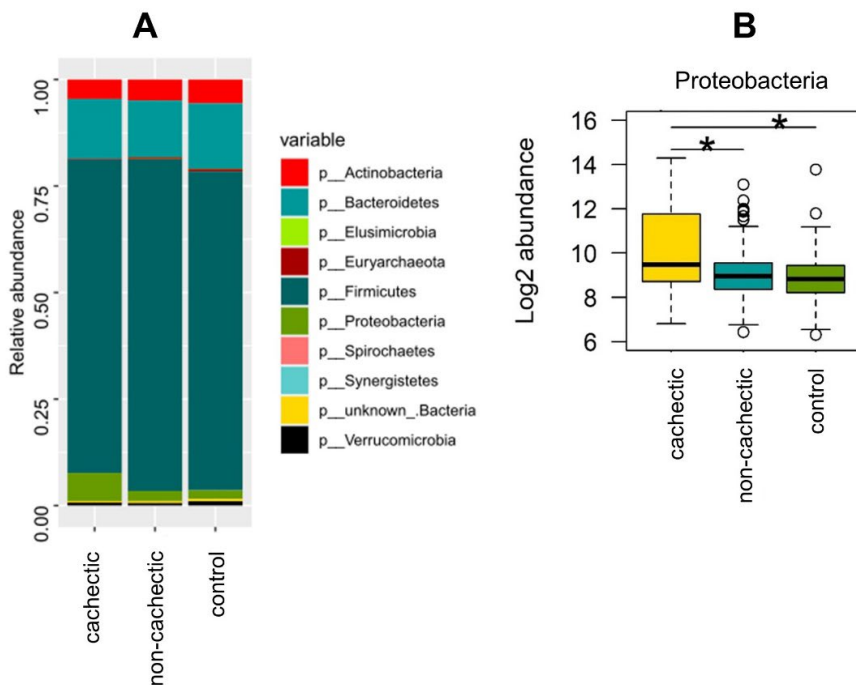 A
Relative abundance
1.00
0.75
0.50
0.25
0.00
cachectic
non-cachectic
control
variable
p__Actinobacteria
p__Bacteroidetes
p__Elusimicrobia
p__Euryarchaeota
p__Firmicutes
p__Proteobacteria
p__Spirochaetes
p__Synergistetes
p__unknown_.Bacteria
p__Verrucomicrobia
B
Proteobacteria
Log2 abundance
16
14
12
10
8
6
*
*
cachectic
non-cachectic
control